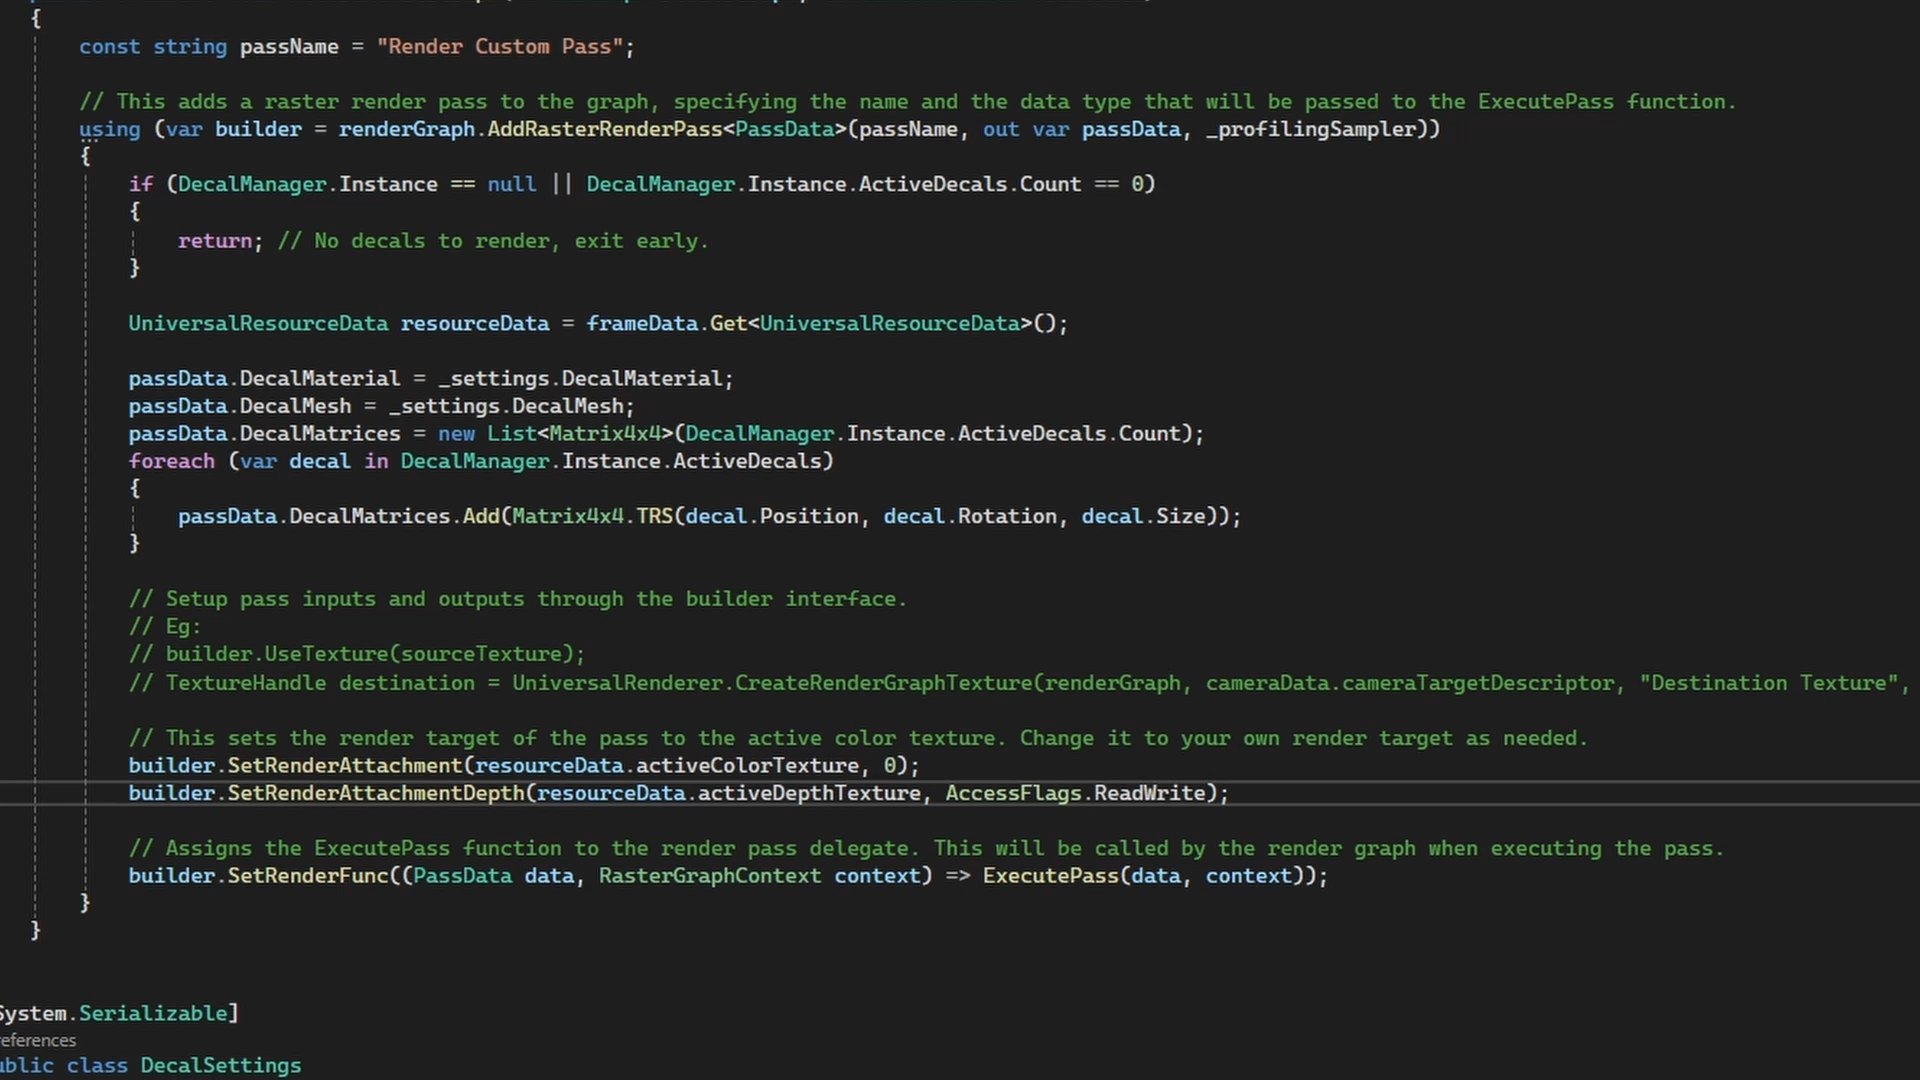 {
const string passName = "Render Custom Pass";
// This adds a raster render pass to the graph, specifying the name and the data type that will be passed to the ExecutePass function.
using (var builder = renderGraph.AddRasterRenderPass<PassData>(passName, out var passData, _profilingSampler))
{
if (DecalManager.Instance == null || DecalManager.Instance.ActiveDecals.Count == 0)
{
return; // No decals to render, exit early.
}
UniversalResourceData resourceData = frameData.Get<UniversalResourceData>();
passData.DecalMaterial = _settings.DecalMaterial;
passData.DecalMesh = _settings.DecalMesh;
passData.DecalMatrices = new List<Matrix4x4>(DecalManager.Instance.ActiveDecals.Count);
foreach (var decal in DecalManager.Instance.ActiveDecals)
{
passData.DecalMatrices.Add(Matrix4x4.TRS(decal.Position, decal.Rotation, decal.Size));
}
// Setup pass inputs and outputs through the builder interface.
// Eg:
// builder.UseTexture(sourceTexture);
// TextureHandle destination = UniversalRenderer.CreateRenderGraphTexture(renderGraph, cameraData.cameraTargetDescriptor, "Destination Texture",
// This sets the render target of the pass to the active color texture. Change it to your own render target as needed.
builder.SetRenderAttachment(resourceData.activeColorTexture, 0);
builder.SetRenderAttachmentDepth(resourceData.activeDepthTexture, AccessFlags.ReadWrite);
// Assigns the ExecutePass function to the render pass delegate. This will be called by the render graph when executing the pass.
builder.SetRenderFunc((PassData data, RasterGraphContext context) => ExecutePass(data, context));
}
}
System.Serializable]
references
ublic class DecalSettings